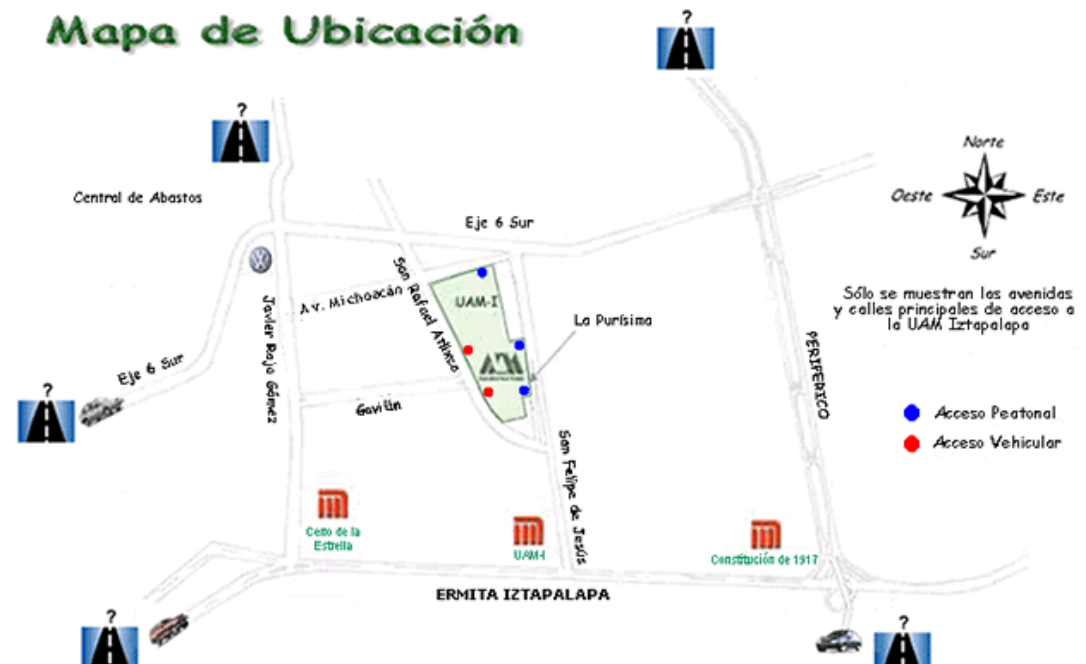 Mapa de Ubicación
?
?
Norte
Oeste
Este
Sur
Central de Abastos
Eje 6 Sur
San Rafael Atlixco
Av. Michoacán
UAM-I
La Purísima
Sólo se muestran las avenidas
y calles principales de acceso a
la UAM Iztapalapa
Javier Rojo Gómez
PERIFERICO
Eje 6 Sur
Gavilán
?
Acceso Peatonal
Acceso Vehicular
San Felipe de Jesús
Cerro de la
Estrella
UAM-I
Constitución de 1917
ERMITA IZTAPALAPA
?
?